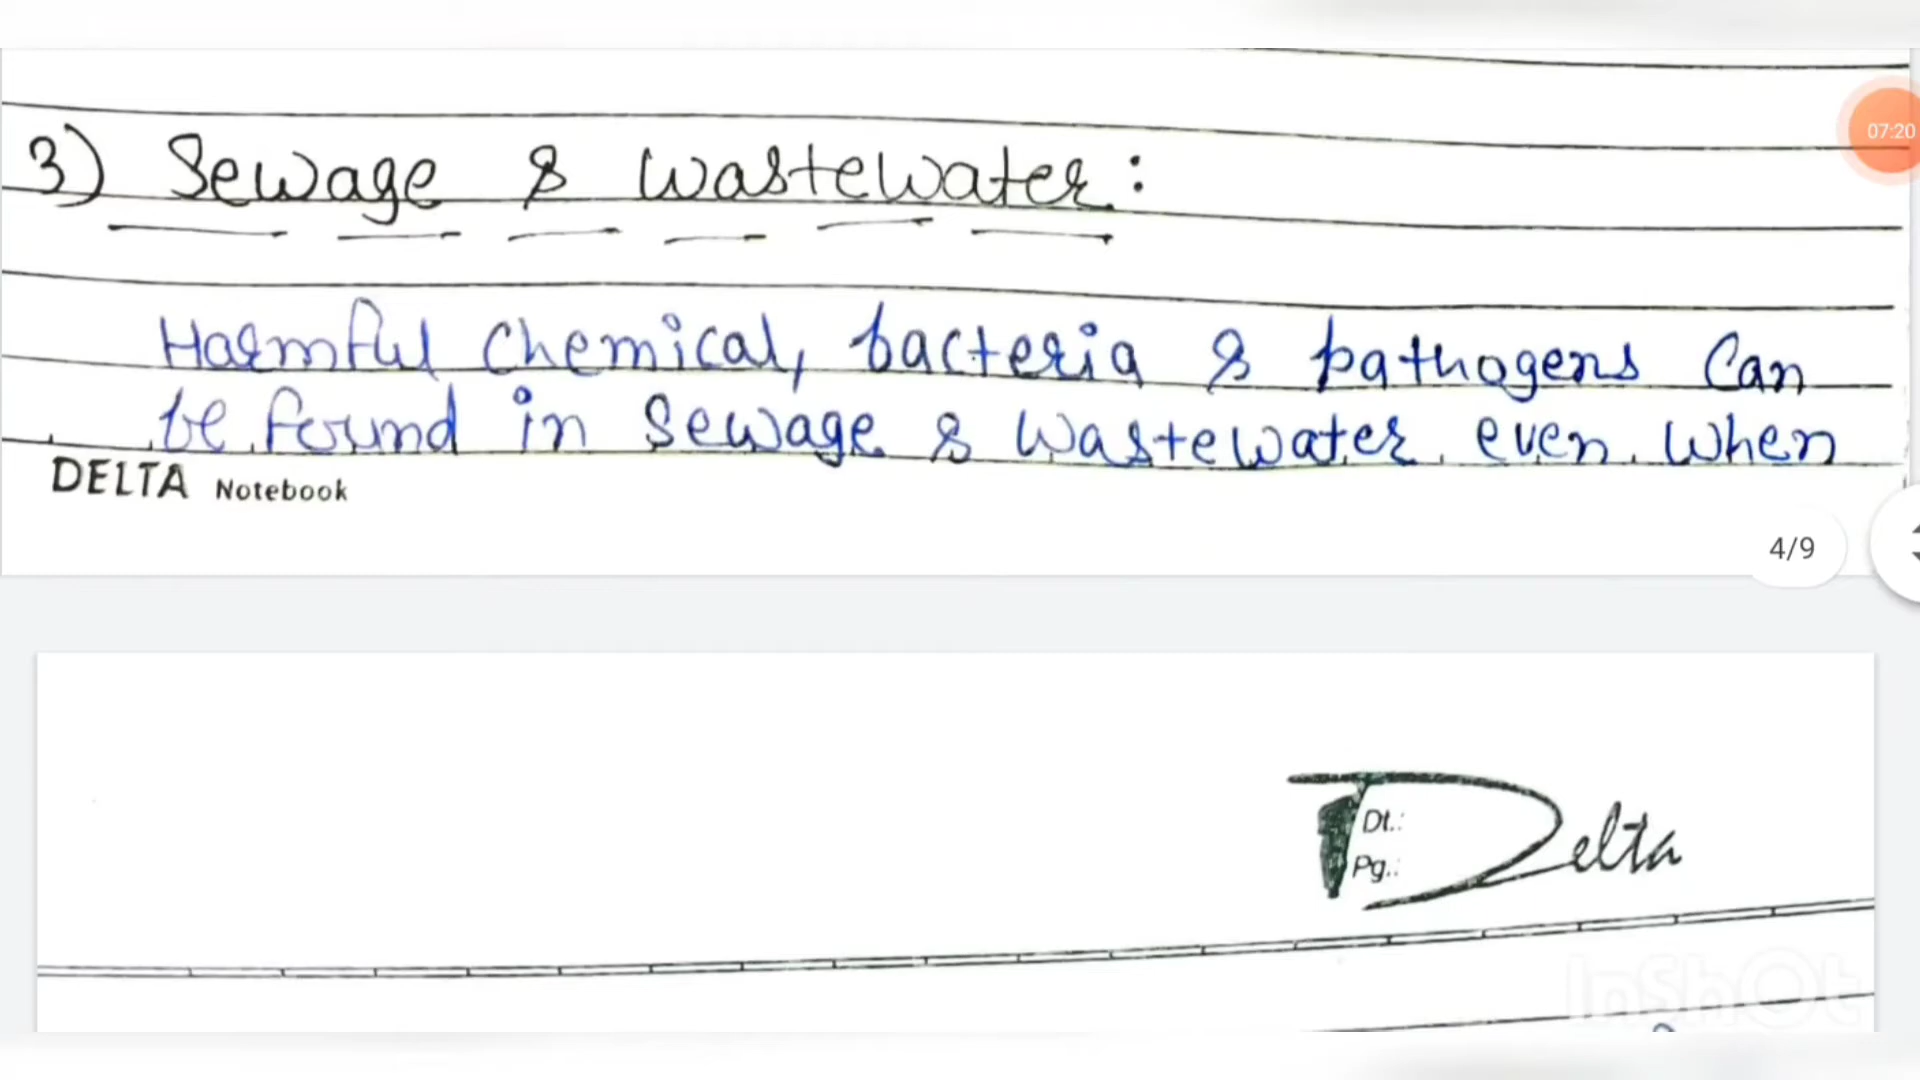 07:20
3) Sewage & wastewater:
Harmful Chemical, bacteria & pathogens Can
be found in Sewage & wastewater even when
DELTA Notebook
4/9
Dt.:
Pg.:
Delta
InShOt